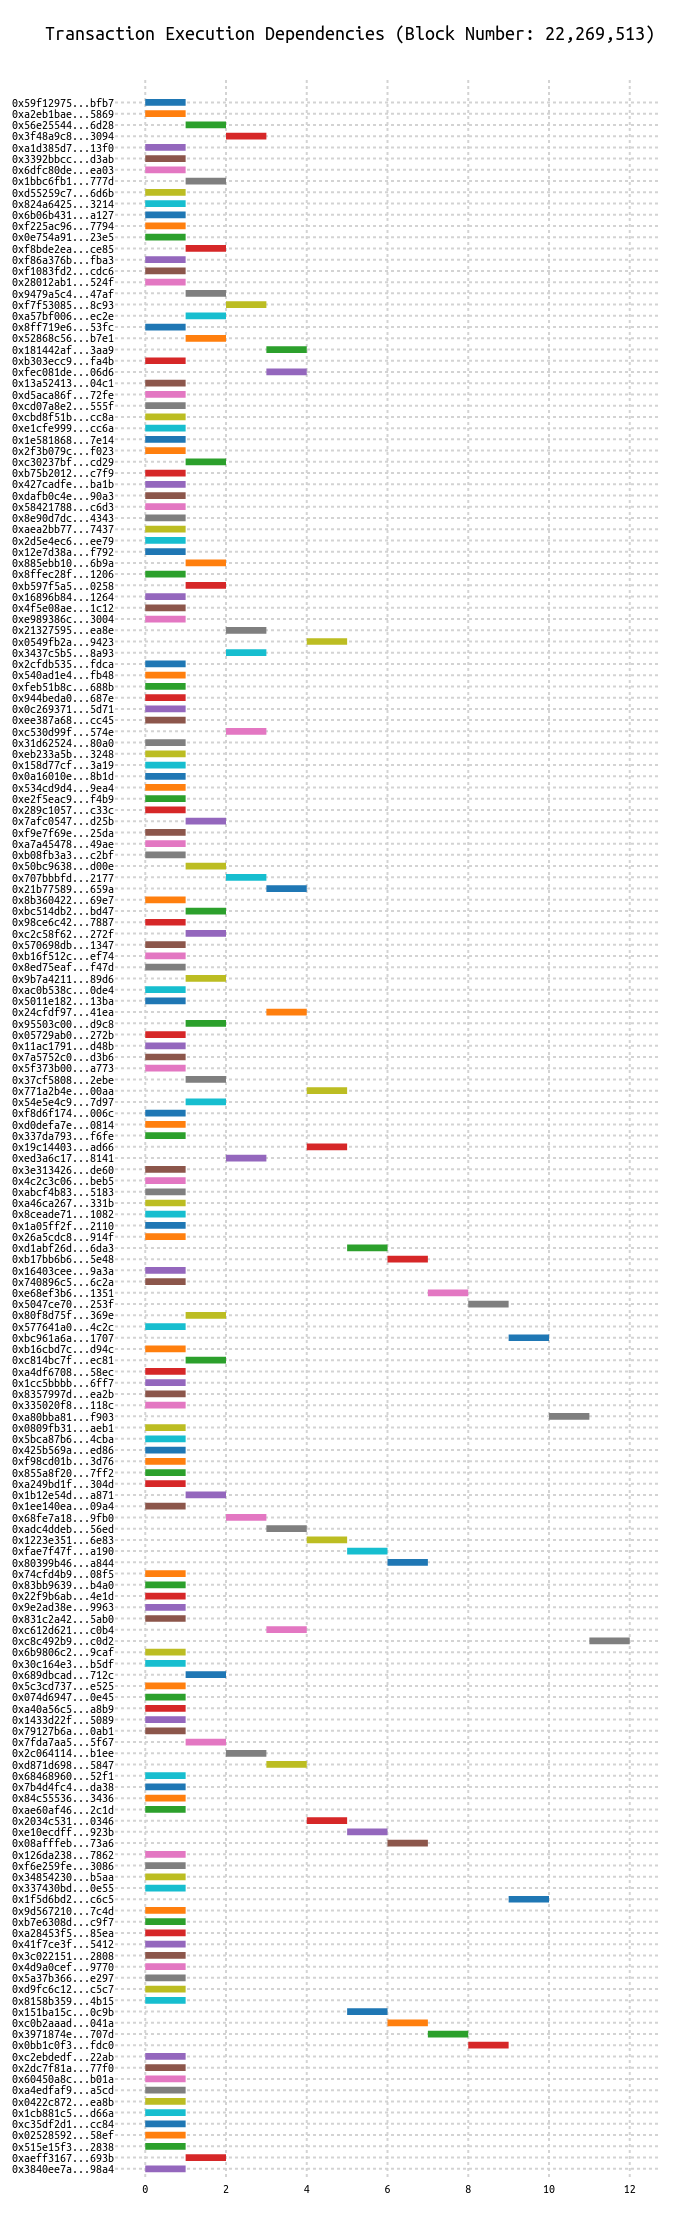 Transaction Execution Dependencies (Block Number: 22,269,513)
0x59f12975...bfb7
0xa2eb1bae...5869
0x56e25544...6d28
0x3f48a9c8...3094
0xa1d385d7...13f0
0x3392bbcc...d3ab
0x6dfc80de...ea03
0x1bbc6fb1...777d
0xd55259c7...6d6b
0x824a6425...3214
0x6b06b431...a127
0xf225ac96...7794
0x0e754a91...23e5
0xf8bde2ea...ce85
0xf86a376b...fba3
0xf1083fd2...cdc6
0x28012ab1...524f
0x9479a5c4...47af
0xf7f53085...8c93
0xa57bf006...ec2e
0x8ff719e6...53fc
0x52868c56...b7e1
0x181442af...3aa9
0xb303ecc9...fa4b
0xfec081de...06d6
0x13a52413...04c1
0xd5aca86f...72fe
0xcd07a8e2...555f
0xcbd8f51b...cc8a
0xe1cfe999...cc6a
0x1e581868...7e14
0x2f3b079c...f023
0xc30237bf...cd29
0xb75b2012...c7f9
0x427cadfe...ba1b
0xdafb0c4e...90a3
0x58421788...c6d3
0x8e90d7dc...4343
0xaea2bb77...7437
0x2d5e4ec6...ee79
0x12e7d38a...f792
0x885ebb10...6b9a
0x8ffec28f...1206
0xb597f5a5...0258
0x16896b84...1264
0x4f5e08ae...1c12
0xe989386c...3004
0x21327595...ea8e
0x0549fb2a...9423
0x3437c5b5...8a93
0x2cfdb535...fdca
0x540ad1e4...fb48
0xfeb51b8c...688b
0x944beda0...687e
0x0c269371...5d71
0xee387a68...cc45
0xc530d99f...574e
0x31d62524...80a0
0xeb233a5b...3248
0x158d77cf...3a19
0x0a16010e...8b1d
0x534cd9d4...9ea4
0xe2f5eac9...f4b9
0x289c1057...c33c
0x7afc0547...d25b
0xf9e7f69e...25da
0xa7a45478...49ae
0xb08fb3a3...c2bf
0x50bc9638...d00e
0x707bbbfd...2177
0x21b77589...659a
0x8b360422...69e7
0xbc514db2...bd47
0x98ce6c42...7887
0xc2c58f62...272f
0x570698db...1347
0xb16f512c...ef74
0x8ed75eaf...f47d
0x9b7a4211...89d6
0xac0b538c...0de4
0x5011e182...13ba
0x24cfdf97...41ea
0x95503c00...d9c8
0x05729ab0...272b
0x11ac1791...d48b
0x7a5752c0...d3b6
0x5f373b00...a773
0x37cf5808...2ebe
0x771a2b4e...00aa
0x54e5e4c9...7d97
0xf8d6f174...006c
0xd0defa7e...0814
0x337da793...f6fe
0x19c14403...ad66
0xed3a6c17...8141
0x3e313426...de60
0x4c2c3c06...beb5
0xabcf4b83...5183
0xa46ca267...331b
0x8ceade71...1082
0x1a05ff2f...2110
0x26a5cdc8...914f
0xd1abf26d...6da3
0xb17bb6b6...5e48
0x16403cee...9a3a
0x740896c5...6c2a
0xe68ef3b6...1351
0x5047ce70...253f
0x80f8d75f...369e
0x577641a0...4c2c
0xbc961a6a...1707
0xb16cbd7c...d94c
0xc814bc7f...ec81
0xa4df6708...58ec
0x1cc5bbbb...6ff7
0x8357997d...ea2b
0x335020f8...118c
0xa80bba81...f903
0x0809fb31...aeb1
0x5bca87b6...4cba
0x425b569a...ed86
0xf98cd01b...3d76
0x855a8f20...7ff2
0xa249bd1f...304d
0x1b12e54d...a871
0x1ee140ea...09a4
0x68fe7a18...9fb0
0xadc4ddeb...56ed
0x1223e351...6e83
0xfae7f47f...a190
0x80399b46...a844
0x74cfd4b9...08f5
0x83bb9639...b4a0
0x22f9b6ab...4e1d
0x9e2ad38e...9963
0x831c2a42...5ab0
0xc612d621...c0b4
0xc8c492b9...c0d2
0x6b9806c2...9caf
0x30c164e3...b5df
0x689dbcad...712c
0x5c3cd737...e525
0x074d6947...0e45
0xa40a56c5...a8b9
0x1433d22f...5089
0x79127b6a...0ab1
0x7fda7aa5...5f67
0x2c064114...b1ee
0xd871d698...5847
0x68468960...52f1
0x7b4d4fc4...da38
0x84c55536...3436
0xae60af46...2c1d
0x2034c531...0346
0xe10ecdff...923b
0x08afffeb...73a6
0x126da238...7862
0xf6e259fe...3086
0x34854230...b5aa
0x337430bd...0e55
0x1f5d6bd2...c6c5
0x9d567210...7c4d
0xb7e6308d...c9f7
0xa28453f5...85ea
0x41f7ce3f...5412
0x3c022151...2808
0x4d9a0cef...9770
0x5a37b366...e297
0xd9fc6c12...c5c7
0x8158b359...4b15
0x151ba15c...0c9b
0xc0b2aaad...041a
0x3971874e...707d
0x0bb1c0f3...fdc0
0xc2ebdedf...22ab
0x2dc7f81a...77f0
0x60450a8c...b01a
0xa4edfaf9...a5cd
0x0422c872...ea8b
0x1cb881c5...d66a
0xc35df2d1...cc84
0x02528592...58ef
0x515e15f3...2838
0xaeff3167...693b
0x3840ee7a...98a4
0 2 4 6 8 10 12